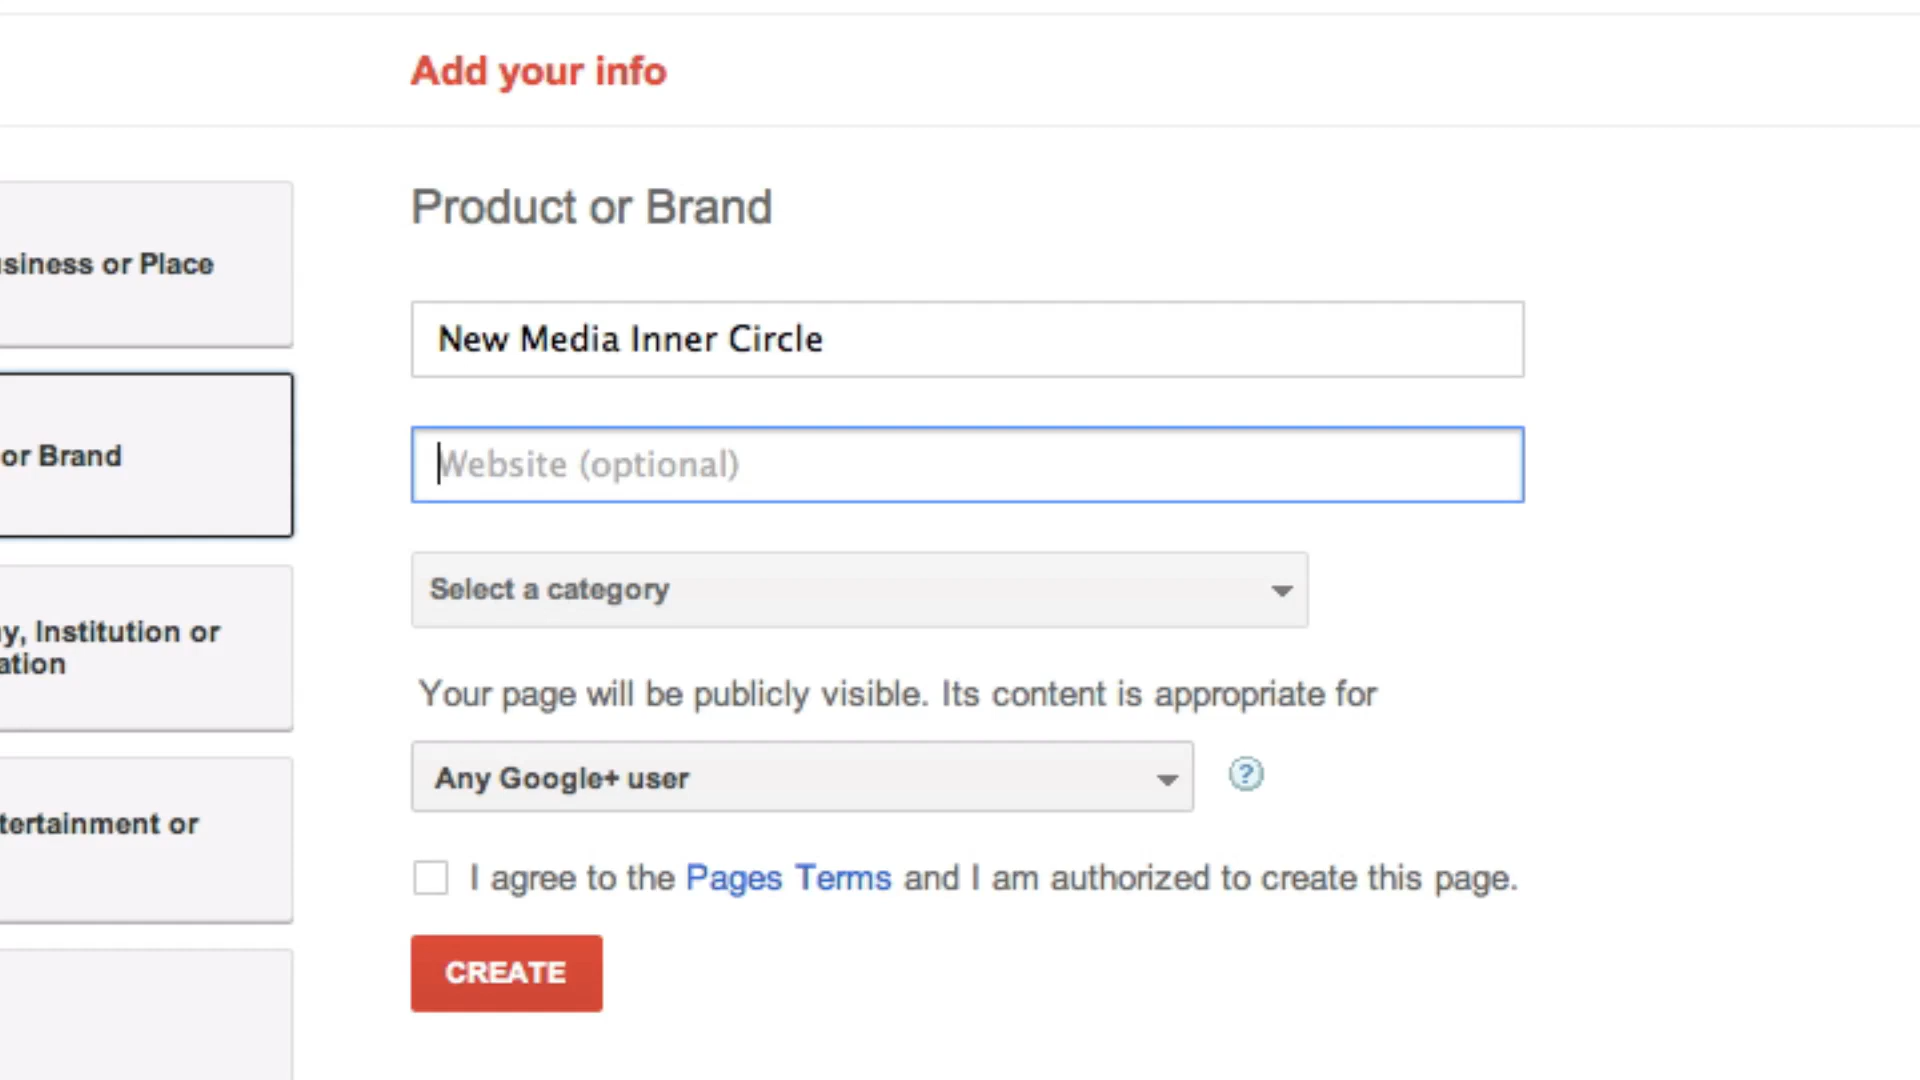 Add your info
Product or Brand
siness or Place
New Media Inner Circle
or Brand
Website (optional)
Select a category
y, Institution or
ation
Your page will be publicly visible. Its content is appropriate for
Any Google+ user
?
tertainment or
I agree to the Pages Terms and I am authorized to create this page.
CREATE